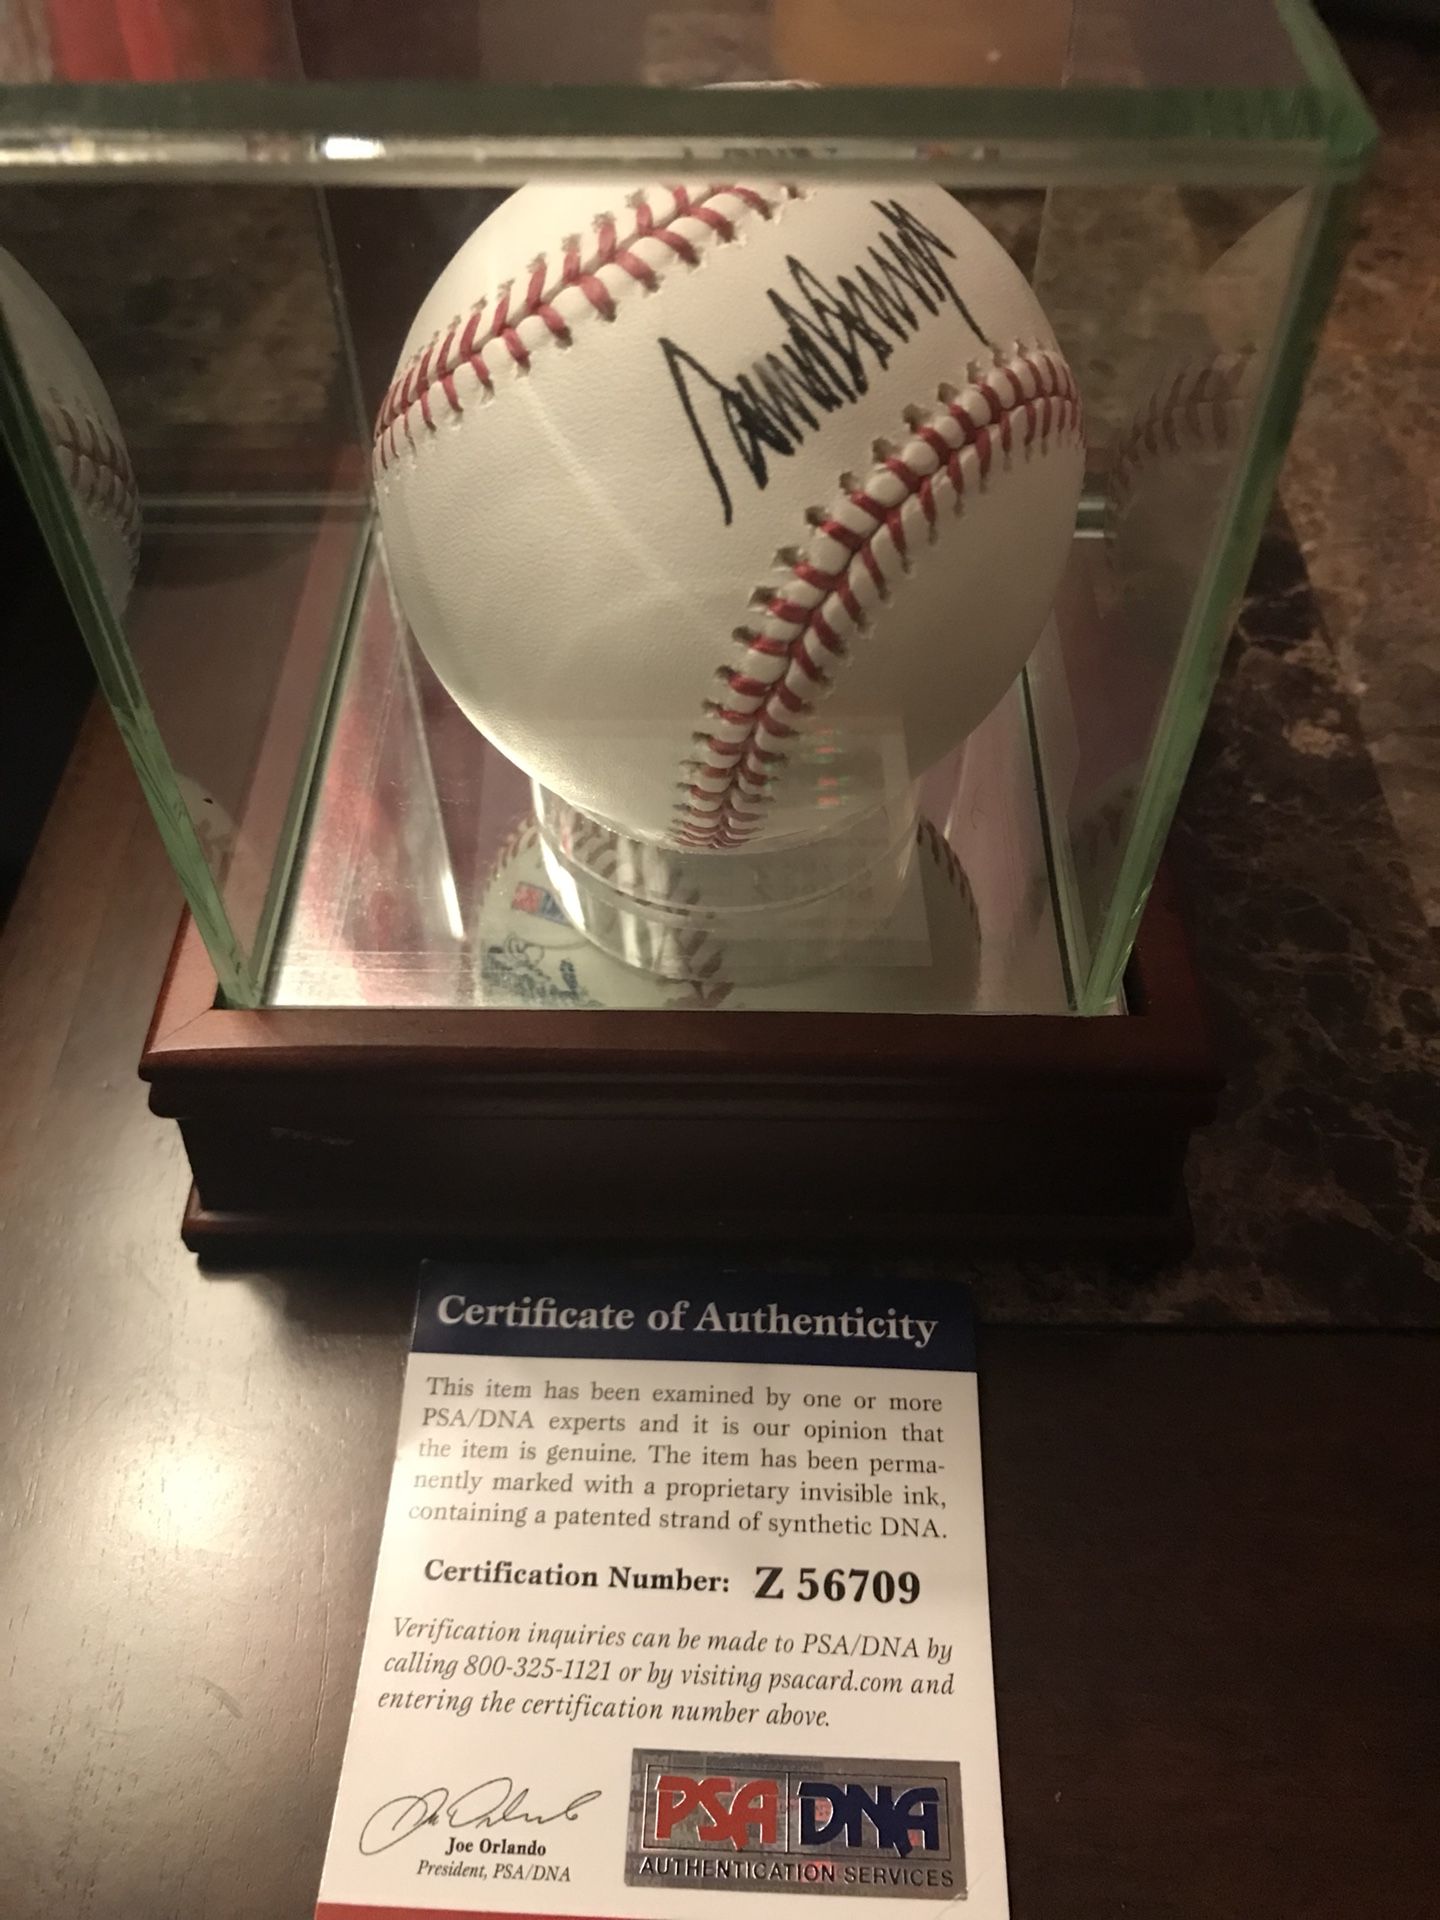 Certificate of Authenticity
This item has been examined by one or more
PSA/DNA experts and it is our opinion that
the item is genuine. The item has been perma-
nently marked with a proprietary invisible ink,
containing a patented strand of synthetic DNA.
Certification Number: Z 56709
Verification inquiries can be made to PSA/DNA by
calling 800-325-1121 or by visiting psacard.com and
entering the certification number above.
Joe Orlando
President, PSA/DNA
PSA DNA
AUTHENTICATION SERVICES